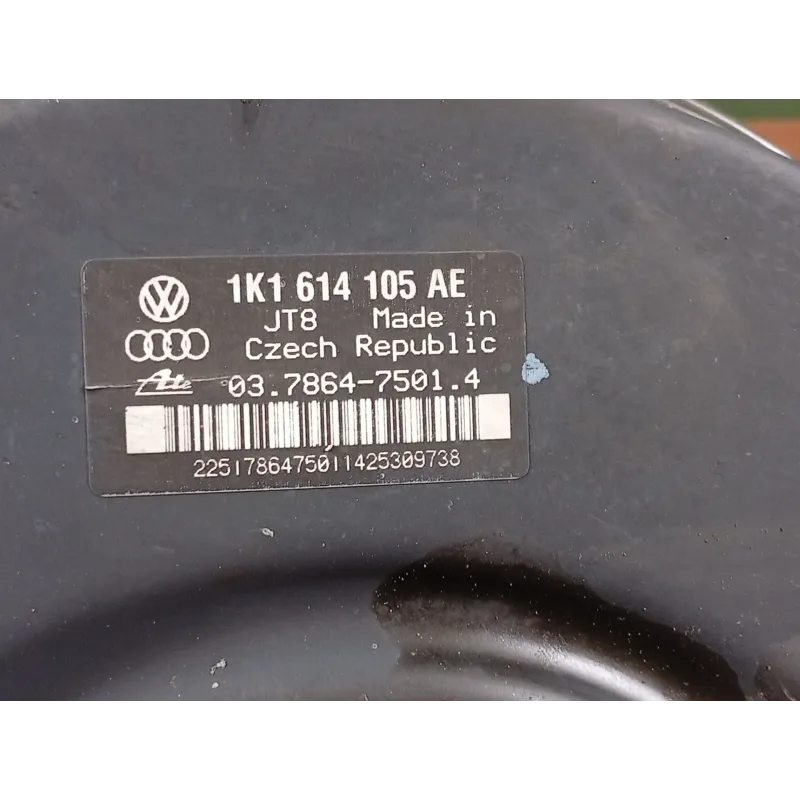 1K1 614 105 AE
JT8 Made in
Czech Republic
Ate 03.7864-7501.4
2251786475011425309738